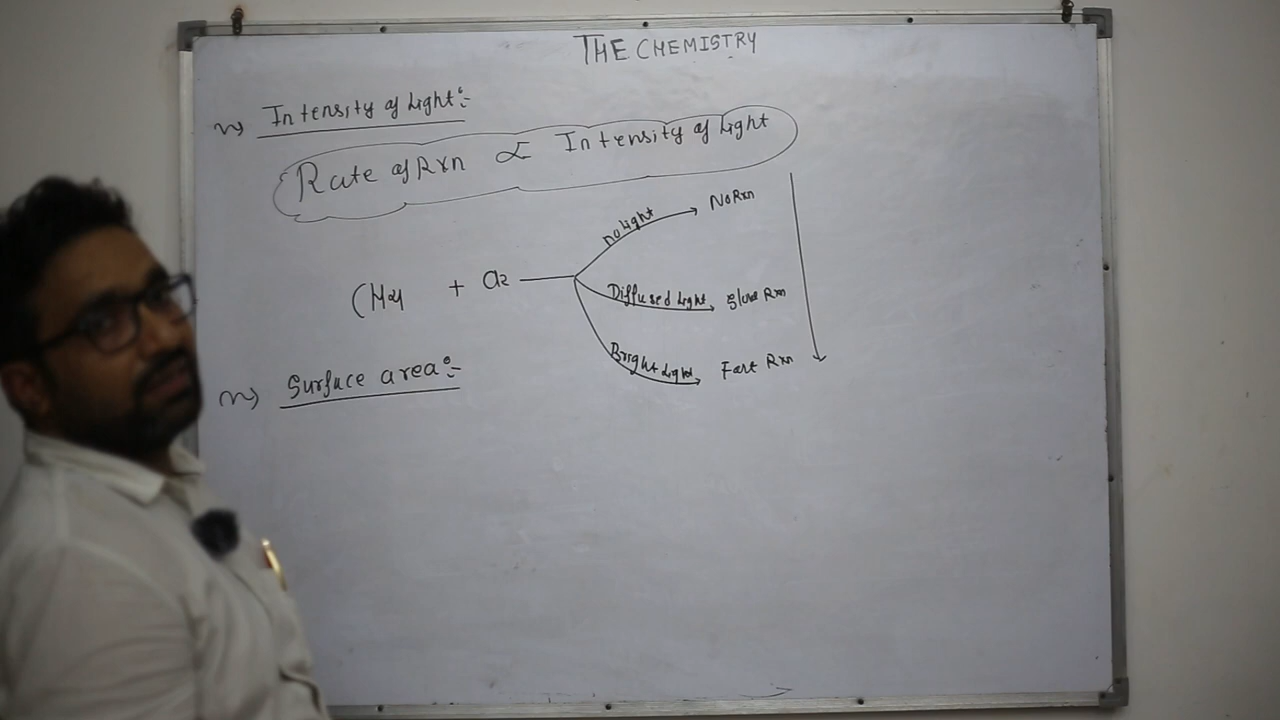 THE CHEMISTRY
Intensity of Light:-
Rate of Rxn ∝ Intensity of Light
No Light No Rxn
CH4 + Cl2
Diffused Light Slow Rxn
Bright Light Fast Rxn
Surface area:-